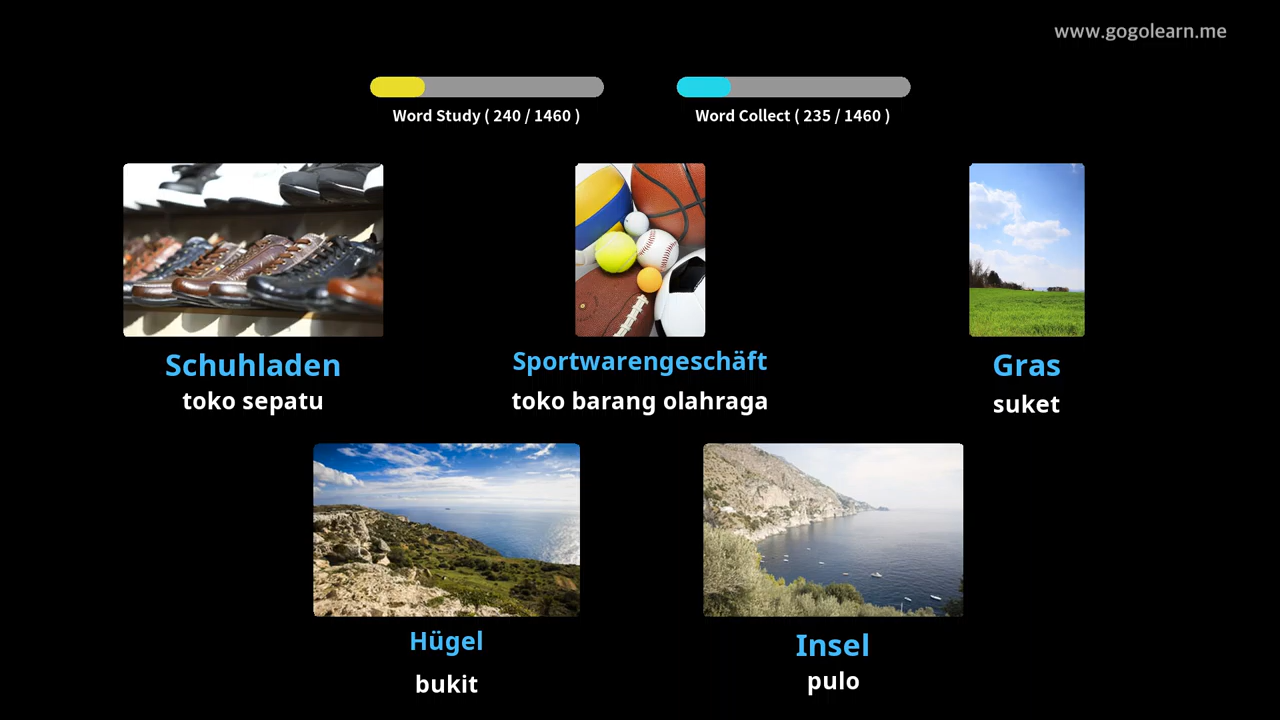 www.gogolearn.me
Word Study ( 240 / 1460 )
Word Collect ( 235 / 1460 )
Schuhladen
toko sepatu
Sportwarengeschäft
toko barang olahraga
Gras
suket
Hügel
bukit
Insel
pulo